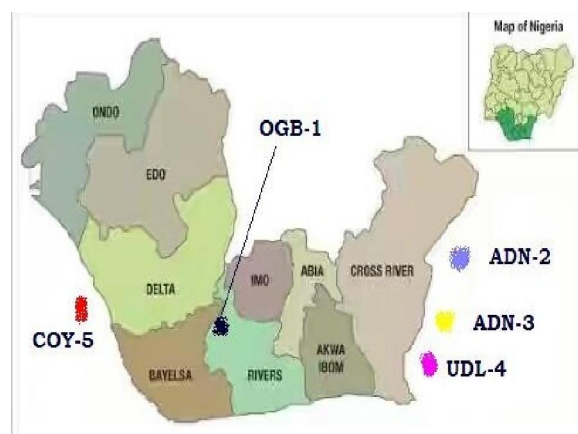 Map of Nigeria
ONDO
OGB-1
EDO
IMO
ABIA
CROSS RIVER
ADN-2
DELTA
COY-5
ADN-3
BAYELSA
RIVERS
AKWA
IBOM
UDL-4